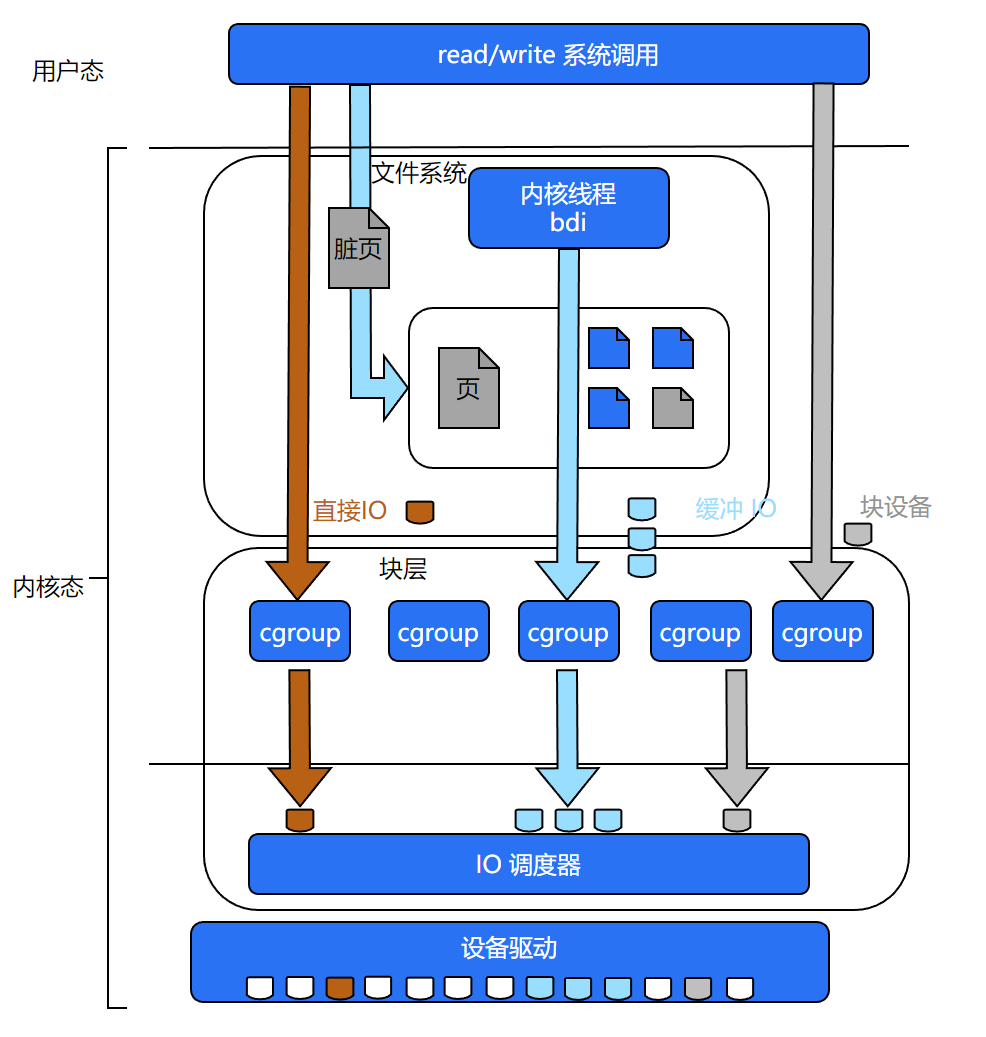 read/write 系统调用
用户态
文件系统
内核线程
bdi
脏页
页
直接IO
缓冲 IO
块设备
块层
内核态
cgroup
cgroup
cgroup
cgroup
cgroup
IO 调度器
设备驱动